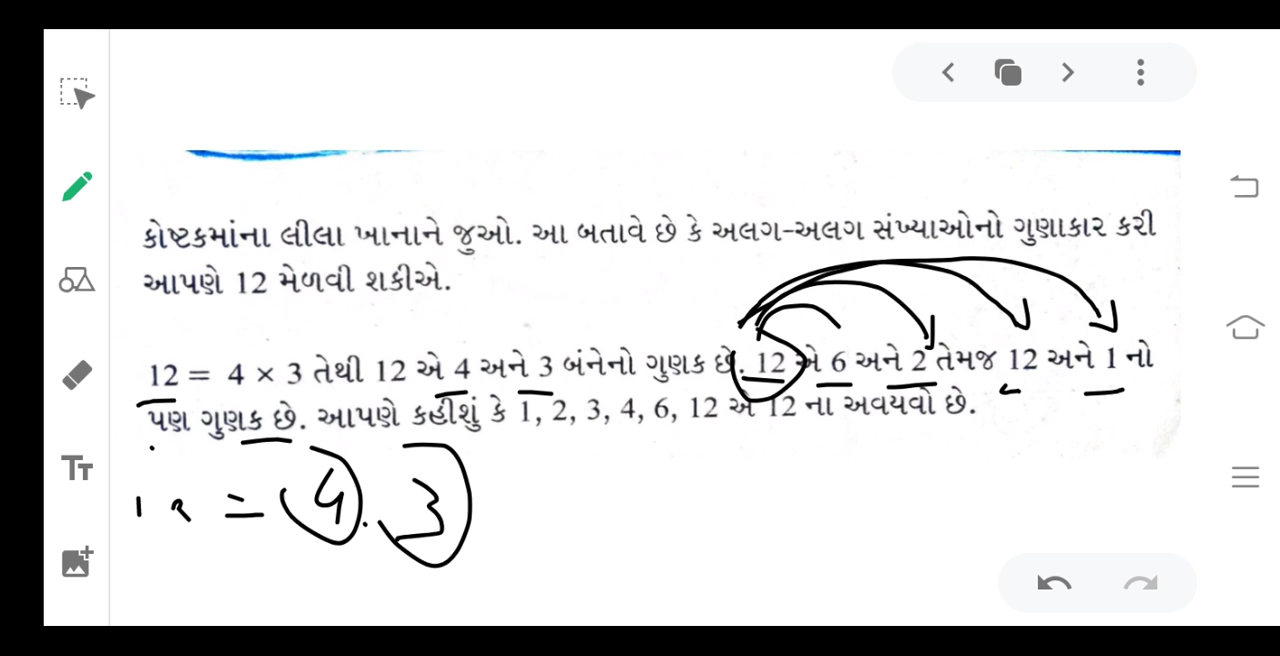 કોષ્ટકમાંના લીલા ખાનાને જુઓ. આ બતાવે છે કે અલગ-અલગ સંખ્યાઓનો ગુણાકાર કરી
આપણે 12 મેળવી શકીએ.
12 = 4 × 3 તેથી 12 એ 4 અને 3 બંનેનો ગુણક છે. 12 એ 6 અને 2 તેમજ 12 અને 1 નો
પણ ગુણક છે. આપણે કહીશું કે 1, 2, 3, 4, 6, 12 એ 12 ના અવયવો છે.
12 = 4. 3
Tт